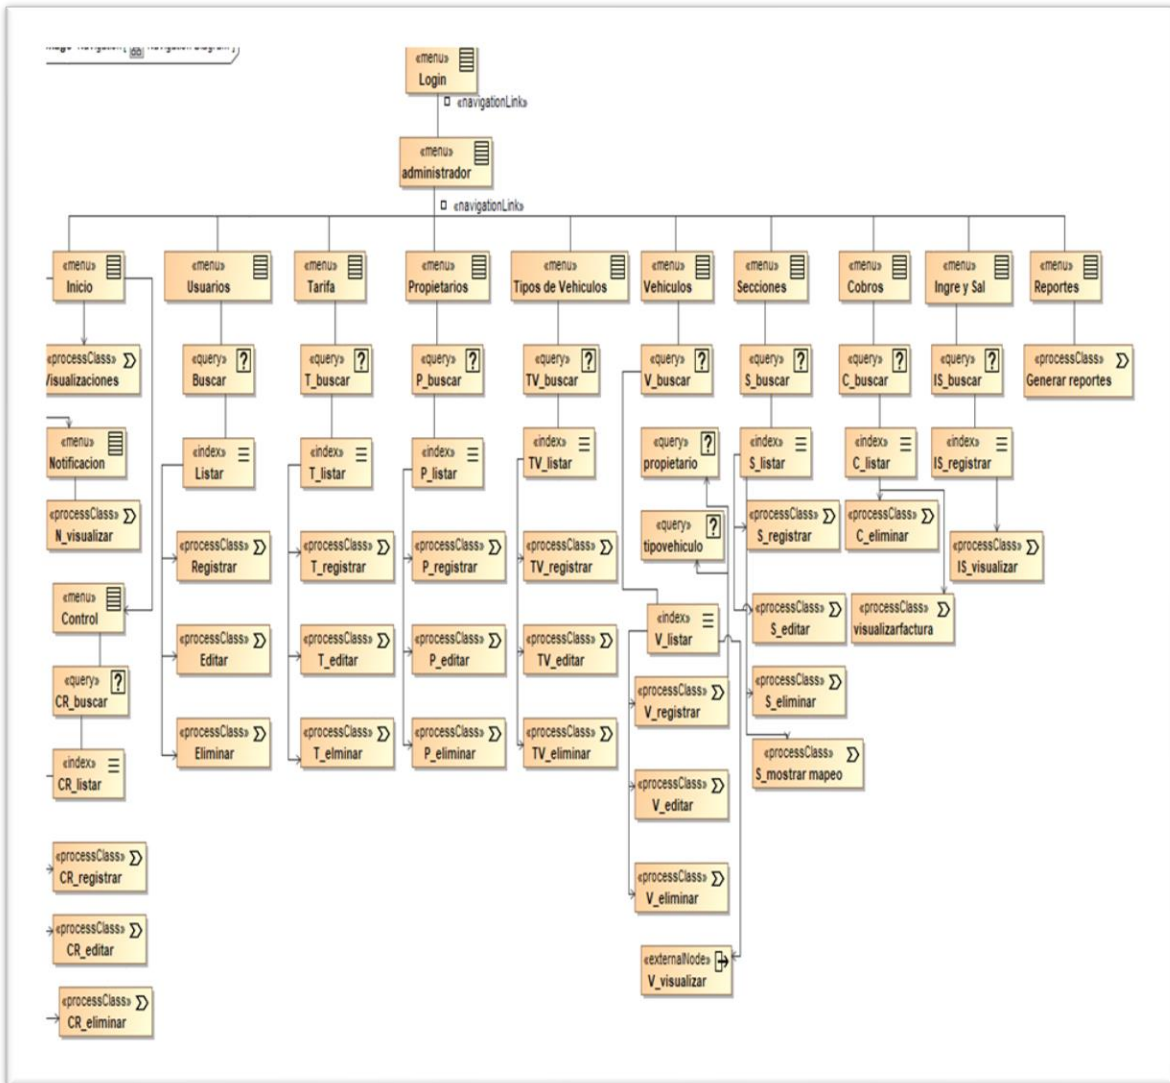 Navigation Diagram
«menu»
Login
«navigationLink»
«menu»
administrador
«navigationLink»
«menu»
Inicio
«menu»
Usuarios
«menu»
Tarifa
«menu»
Propietarios
«menu»
Tipos de Vehiculos
«menu»
Vehiculos
«menu»
Secciones
«menu»
Cobros
«menu»
Ingre y Sal
«menu»
Reportes
«processClass»
Visualizaciones
«query»
Buscar
«query»
T_buscar
«query»
P_buscar
«query»
TV_buscar
«query»
V_buscar
«query»
S_buscar
«query»
C_buscar
«query»
IS_buscar
«processClass»
Generar reportes
«menu»
Notificacion
«index»
Listar
«index»
T_listar
«index»
P_listar
«index»
TV_listar
«query»
propietario
«index»
S_listar
«index»
C_listar
«index»
IS_registrar
«processClass»
N_visualizar
«processClass»
Registrar
«processClass»
T_registrar
«processClass»
P_registrar
«processClass»
TV_registrar
«query»
tipovehiculo
«processClass»
S_registrar
«processClass»
C_eliminar
«processClass»
IS_visualizar
«menu»
Control
«processClass»
Editar
«processClass»
T_editar
«processClass»
P_editar
«processClass»
TV_editar
«index»
V_listar
«processClass»
S_editar
«processClass»
visualizarfactura
«query»
CR_buscar
«processClass»
V_registrar
«processClass»
S_eliminar
«index»
CR_listar
«processClass»
Eliminar
«processClass»
T_elminar
«processClass»
P_eliminar
«processClass»
TV_eliminar
«processClass»
V_editar
«processClass»
S_mostrar mapeo
«processClass»
CR_registrar
«processClass»
V_eliminar
«processClass»
CR_editar
«externalNode»
V_visualizar
«processClass»
CR_eliminar